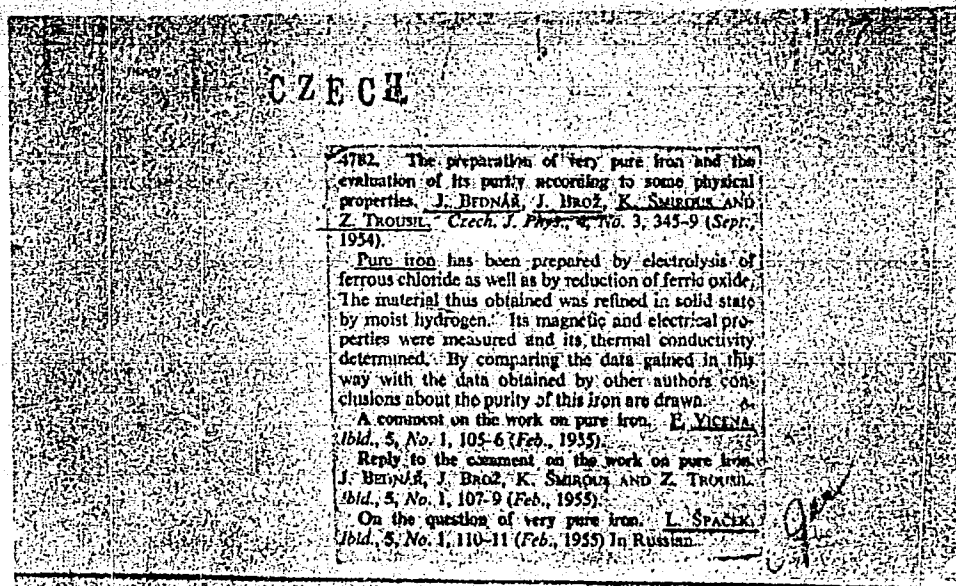 CZECH
4782. The preparation of very pure iron and the
evaluation of its purity according to some physical
properties. J. BEDNÁŘ, J. BROŽ, K. ŠMIROUS AND
Z. TROUSIL. Czech. J. Phys., 4, No. 3, 345-9 (Sept.,
1954).
Pure iron has been prepared by electrolysis of
ferrous chloride as well as by reduction of ferric oxide.
The material thus obtained was refined in solid state
by moist hydrogen. Its magnetic and electrical pro-
perties were measured and its thermal conductivity
determined. By comparing the data gained in this
way with the data obtained by other authors con-
clusions about the purity of this iron are drawn. A.
A comment on the work on pure iron. E. VICENA.
Ibid., 5, No. 1, 105-6 (Feb., 1955).
Reply to the comment on the work on pure iron.
J. BEDNÁŘ, J. BROŽ, K. ŠMIROUS AND Z. TROUSIL.
Ibid., 5, No. 1, 107-9 (Feb., 1955).
On the question of very pure iron. L. ŠPAČEK.
Ibid., 5, No. 1, 110-11 (Feb., 1955) In Russian.